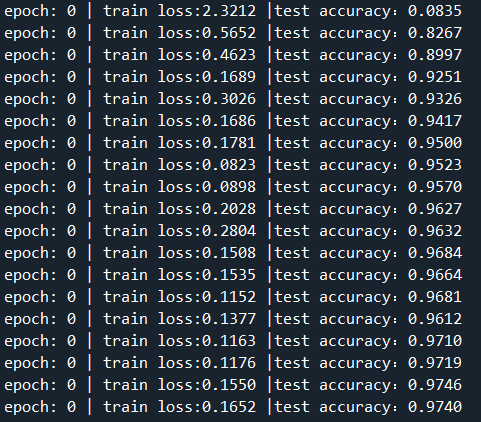 epoch: 0 | train loss:2.3212 |test accuracy：0.0835
epoch: 0 | train loss:0.5652 |test accuracy：0.8267
epoch: 0 | train loss:0.4623 |test accuracy：0.8997
epoch: 0 | train loss:0.1689 |test accuracy：0.9251
epoch: 0 | train loss:0.3026 |test accuracy：0.9326
epoch: 0 | train loss:0.1686 |test accuracy：0.9417
epoch: 0 | train loss:0.1781 |test accuracy：0.9500
epoch: 0 | train loss:0.0823 |test accuracy：0.9523
epoch: 0 | train loss:0.0898 |test accuracy：0.9570
epoch: 0 | train loss:0.2028 |test accuracy：0.9627
epoch: 0 | train loss:0.2804 |test accuracy：0.9632
epoch: 0 | train loss:0.1508 |test accuracy：0.9684
epoch: 0 | train loss:0.1535 |test accuracy：0.9664
epoch: 0 | train loss:0.1152 |test accuracy：0.9681
epoch: 0 | train loss:0.1377 |test accuracy：0.9612
epoch: 0 | train loss:0.1163 |test accuracy：0.9710
epoch: 0 | train loss:0.1176 |test accuracy：0.9719
epoch: 0 | train loss:0.1550 |test accuracy：0.9746
epoch: 0 | train loss:0.1652 |test accuracy：0.9740